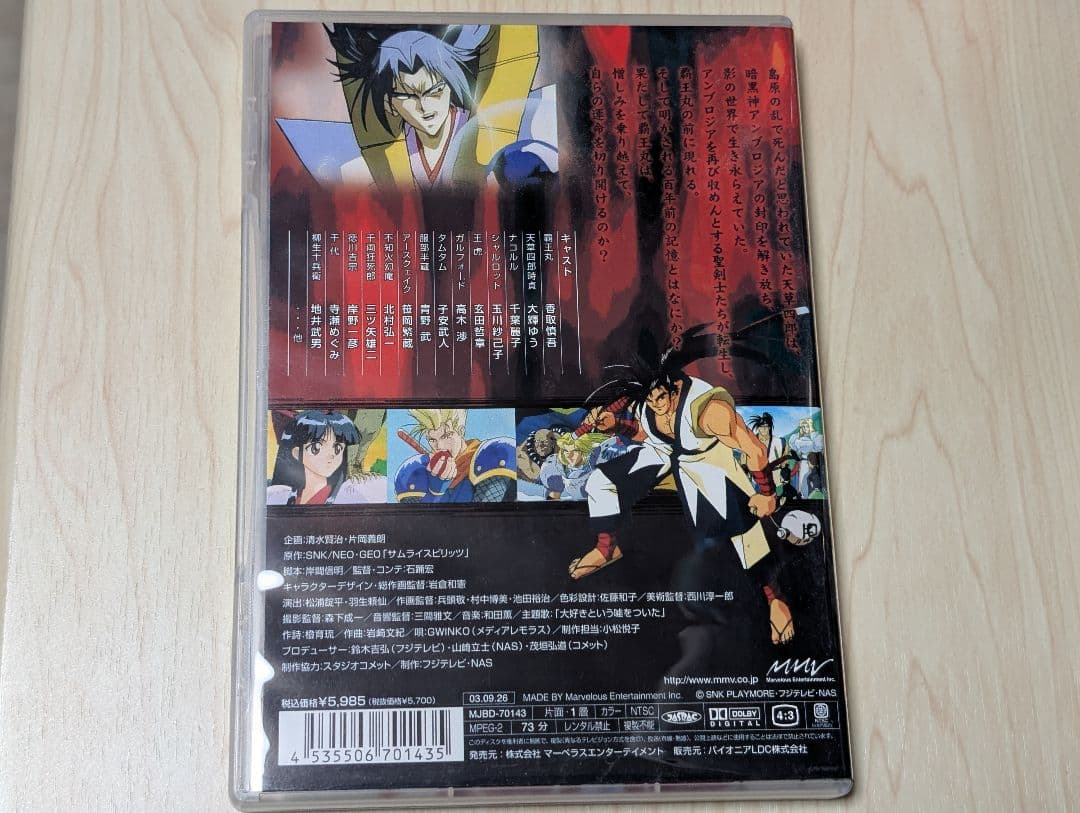 島原の乱で死んだと思われていた天草四郎は、
暗黒神アンブロジアの封印を解き放ち
影の世界で生き永らえていた。
アンブロジアを再び収めんとする聖剣士たちが転生し、
覇王丸の前に現れる。
そして明かされる百年前の記憶とはなにか？
果たして覇王丸は
憎しみを乗り越えて、
自らの運命を切り開けるのか？
キャスト
覇王丸 香取慎吾
天草四郎時貞 大輝ゆう
ナコルル 千葉麗子
シャルロット 玉川紗己子
王虎 玄田哲章
ガルフォード 高木 渉
タムタム 子安武人
服部半蔵 青野 武
アースクェイク 笹岡繁蔵
不知火幻庵 北村弘一
千両狂死郎 三ツ矢雄二
徳川吉宗 岸野一彦
千代 寺瀬めぐみ
柳生十兵衛 地井武男
・・・他
企画：清水賢治・片岡義朗
原作：SNK/NEO・GEO「サムライスピリッツ」
脚本：岸間信明／監督・コンテ：石踊宏
キャラクターデザイン・総作画監督：岩倉和憲
演出：松浦錠平・羽生頼仙／作画監督：兵頭敬・村中博美・池田裕治／色彩設計：佐藤和子／美術監督：西川淳一郎
撮影監督：森下成一／音響監督：三間雅文／音楽：和田薫／主題歌：「大好きという嘘をついた」
作詩：櫓育琉／作曲：岩崎文紀／唄：GWINKO（メディアレモラス）／制作担当：小松悦子
プロデューサー：鈴木吉弘（フジテレビ）・山崎立士（NAS）・茂垣弘道（コメット）
制作協力：スタジオコメット／制作：フジテレビ・NAS
http://www.mmv.co.jp
MMV
Marvelous Entertainment Inc.
税込価格¥5,985（税抜価格¥5,700）
03.09.26 MADE BY Marvelous Entertainment Inc. © SNK PLAYMORE・フジテレビ・NAS
MJBD-70143 片面・1層 カラー NTSC
MPEG-2 73分 レンタル禁止 複製不能
JASRAC
DOLBY DIGITAL
4:3
発売元：株式会社 マーベラスエンターテイメント 販売元：パイオニアLDC株式会社
4 535506 701435